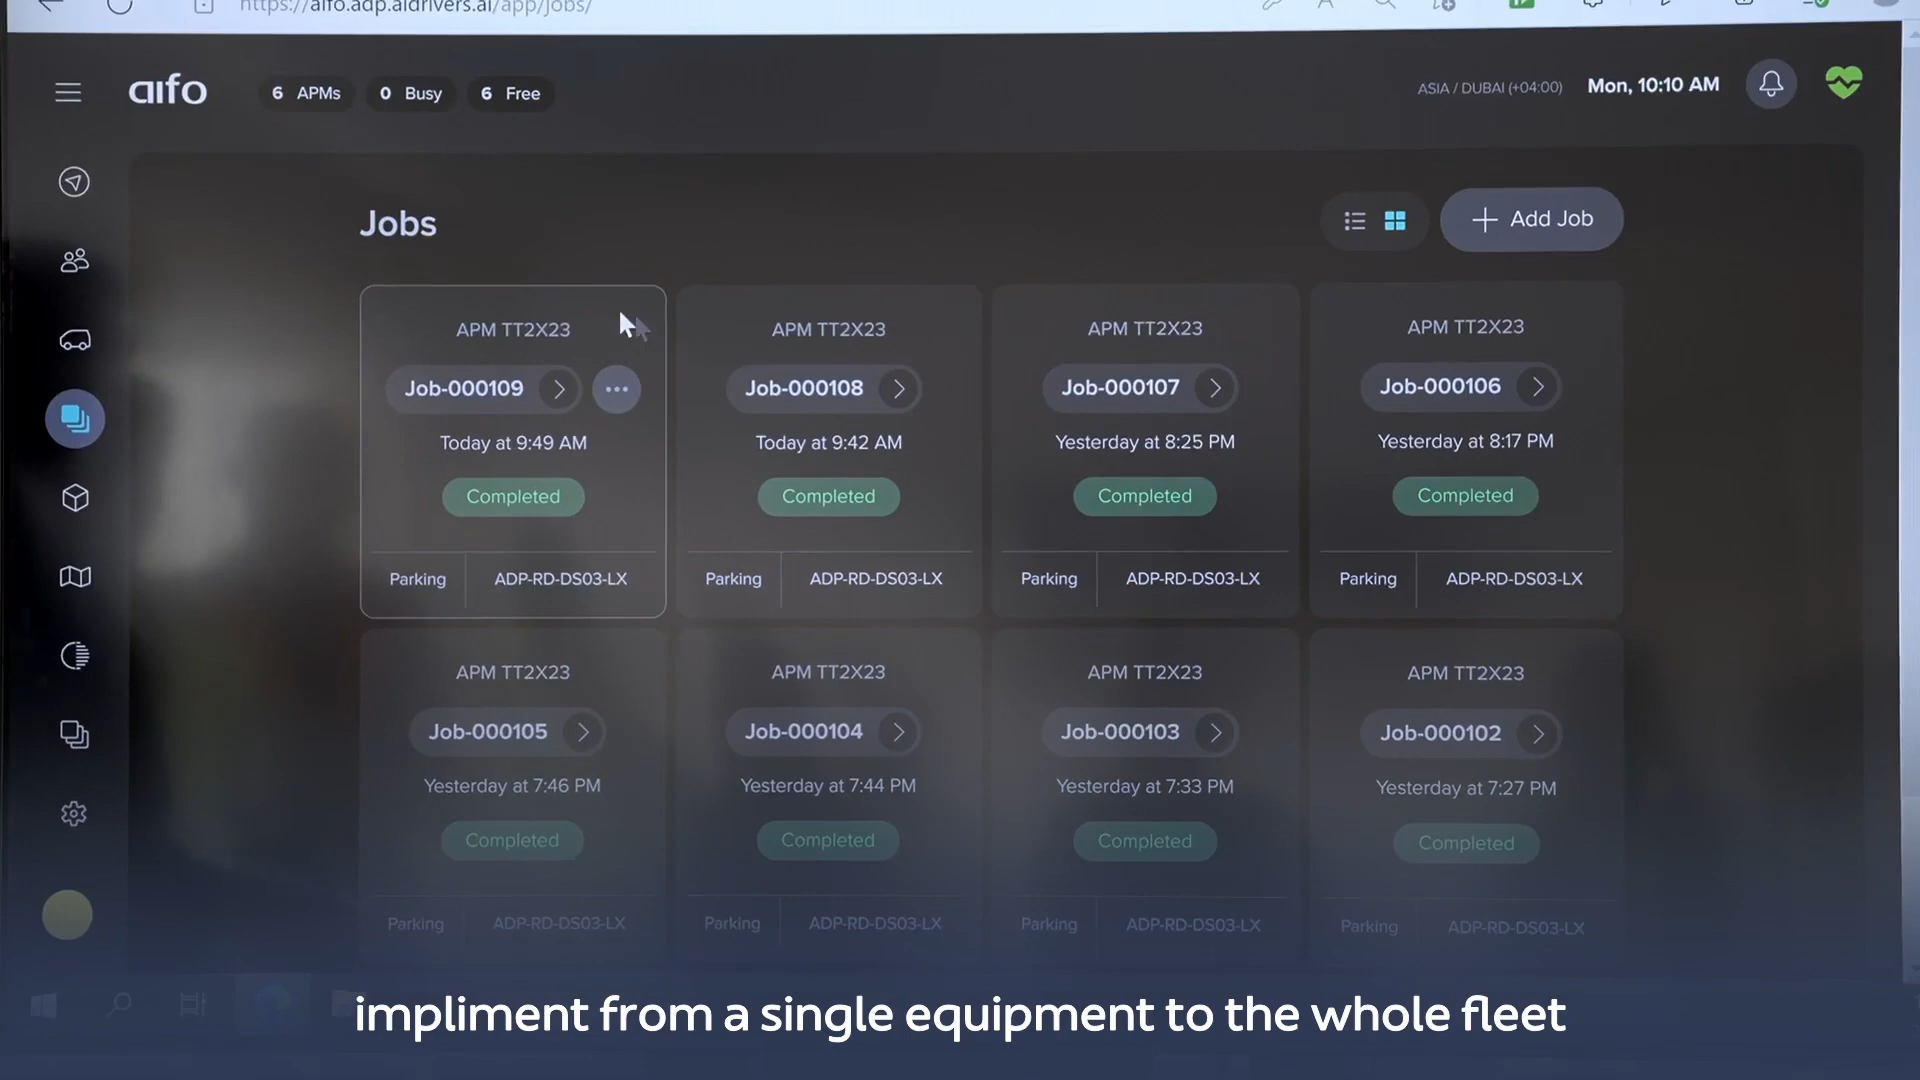 https://aifo.adp.aidrivers.ai/app/jobs/
aifo
6 APMs
0 Busy
6 Free
ASIA / DUBAI (+04:00)
Mon, 10:10 AM
Jobs
Add Job
APM TT2X23
Job-000109
Today at 9:49 AM
Completed
Parking
ADP-RD-DS03-LX
APM TT2X23
Job-000108
Today at 9:42 AM
Completed
Parking
ADP-RD-DS03-LX
APM TT2X23
Job-000107
Yesterday at 8:25 PM
Completed
Parking
ADP-RD-DS03-LX
APM TT2X23
Job-000106
Yesterday at 8:17 PM
Completed
Parking
ADP-RD-DS03-LX
APM TT2X23
Job-000105
Yesterday at 7:46 PM
Completed
Parking
ADP-RD-DS03-LX
APM TT2X23
Job-000104
Yesterday at 7:44 PM
Completed
Parking
ADP-RD-DS03-LX
APM TT2X23
Job-000103
Yesterday at 7:33 PM
Completed
Parking
ADP-RD-DS03-LX
APM TT2X23
Job-000102
Yesterday at 7:27 PM
Completed
Parking
ADP-RD-DS03-LX
impliment from a single equipment to the whole fleet